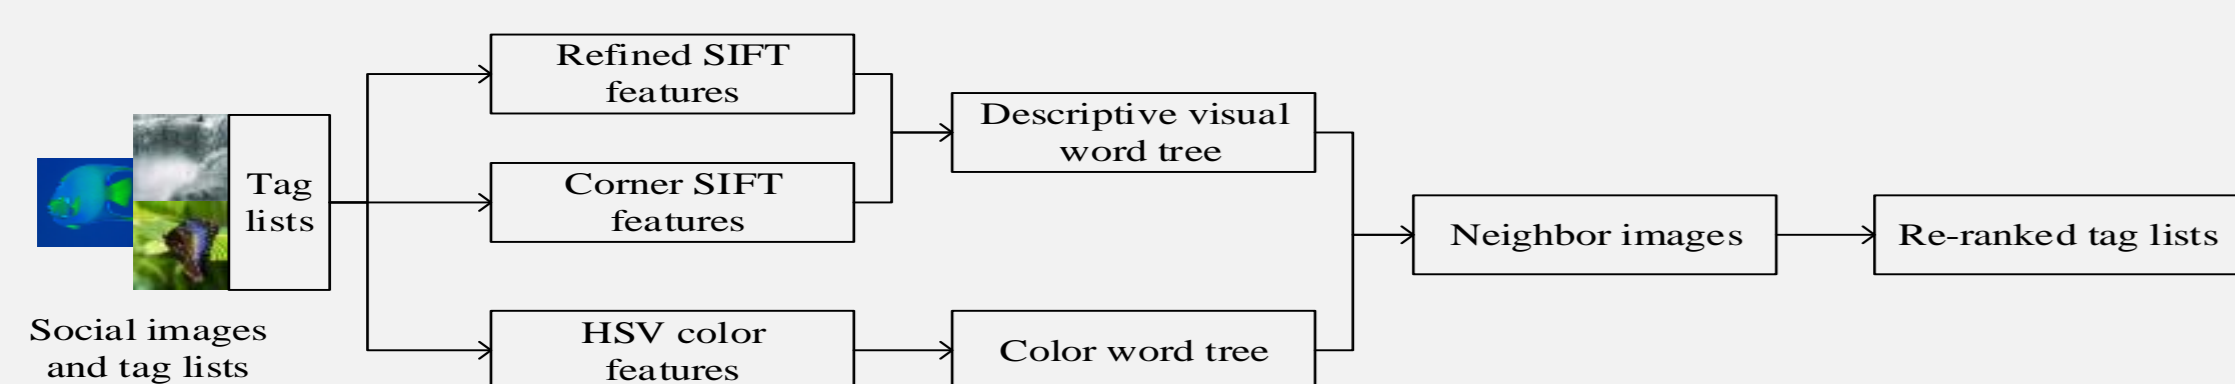 Refined SIFT
features
Descriptive visual
word tree
Tag
lists
Corner SIFT
features
Neighbor images
Re-ranked tag lists
Social images
and tag lists
HSV color
features
Color word tree